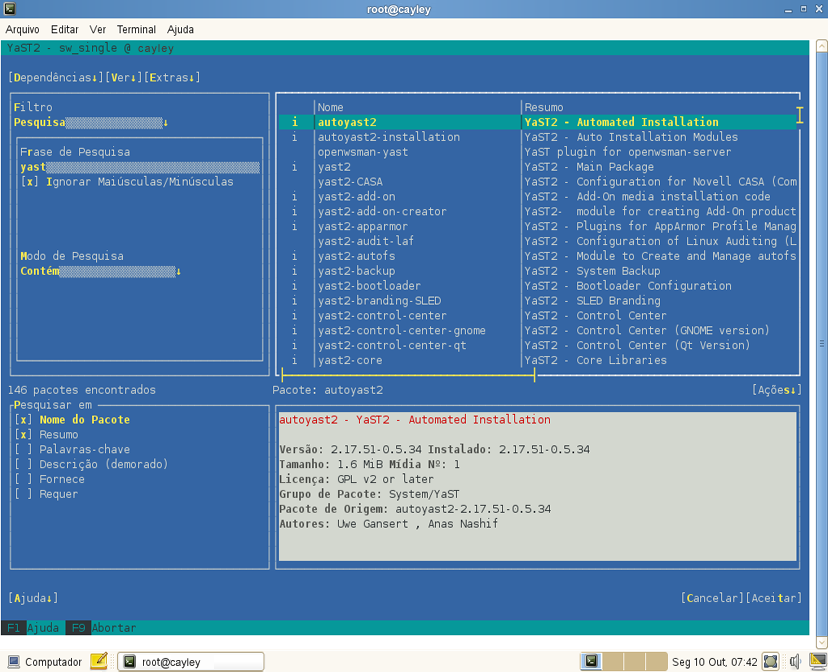 root@cayley
Arquivo Editar Ver Terminal Ajuda
YaST2 - sw_single @ cayley
[Dependências↓][Ver↓][Extras↓]
Filtro
Pesquisa↓
Frase de Pesquisa
yast
[x] Ignorar Maiúsculas/Minúsculas
Modo de Pesquisa
Contém↓
Nome Resumo
i autoyast2 YaST2 - Automated Installation
i autoyast2-installation YaST2 - Auto Installation Modules
openwsman-yast YaST plugin for openwsman-server
i yast2 YaST2 - Main Package
yast2-CASA YaST2 - Configuration for Novell CASA (Com
i yast2-add-on YaST2 - Add-On media installation code
i yast2-add-on-creator YaST2-  module for creating Add-On product
i yast2-apparmor YaST2 - Plugins for AppArmor Profile Manag
yast2-audit-laf YaST2 - Configuration of Linux Auditing (L
i yast2-autofs YaST2 - Module to Create and Manage autofs
i yast2-backup YaST2 - System Backup
i yast2-bootloader YaST2 - Bootloader Configuration
i yast2-branding-SLED YaST2 - SLED Branding
i yast2-control-center YaST2 - Control Center
i yast2-control-center-gnome YaST2 - Control Center (GNOME version)
i yast2-control-center-qt YaST2 - Control Center (Qt Version)
i yast2-core YaST2 - Core Libraries
146 pacotes encontrados
Pacote: autoyast2 [Ações↓]
Pesquisar em
[x] Nome do Pacote
[x] Resumo
[ ] Palavras-chave
[ ] Descrição (demorado)
[ ] Fornece
[ ] Requer
autoyast2 - YaST2 - Automated Installation
Versão: 2.17.51-0.5.34 Instalado: 2.17.51-0.5.34
Tamanho: 1.6 MiB Mídia Nº: 1
Licença: GPL v2 or later
Grupo de Pacote: System/YaST
Pacote de Origem: autoyast2-2.17.51-0.5.34
Autores: Uwe Gansert , Anas Nashif
[Ajuda↓] [Cancelar][Aceitar]
F1 Ajuda F9 Abortar
Computador root@cayley Seg 10 Out, 07:42